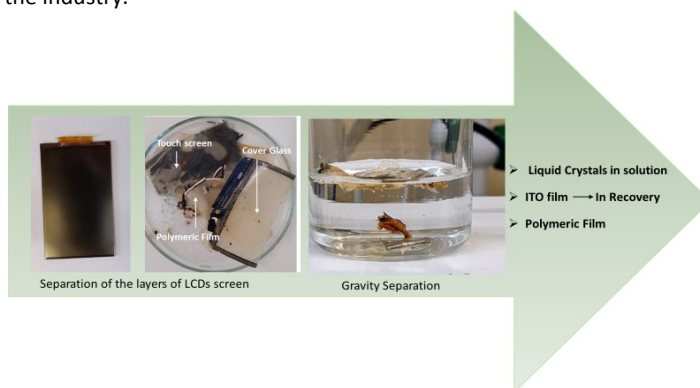 the industry.
Touch screen
Cover Glass
Polymeric Film
Separation of the layers of LCDs screen
Gravity Separation
➢ Liquid Crystals in solution
➢ ITO film ⟶ In Recovery
➢ Polymeric Film